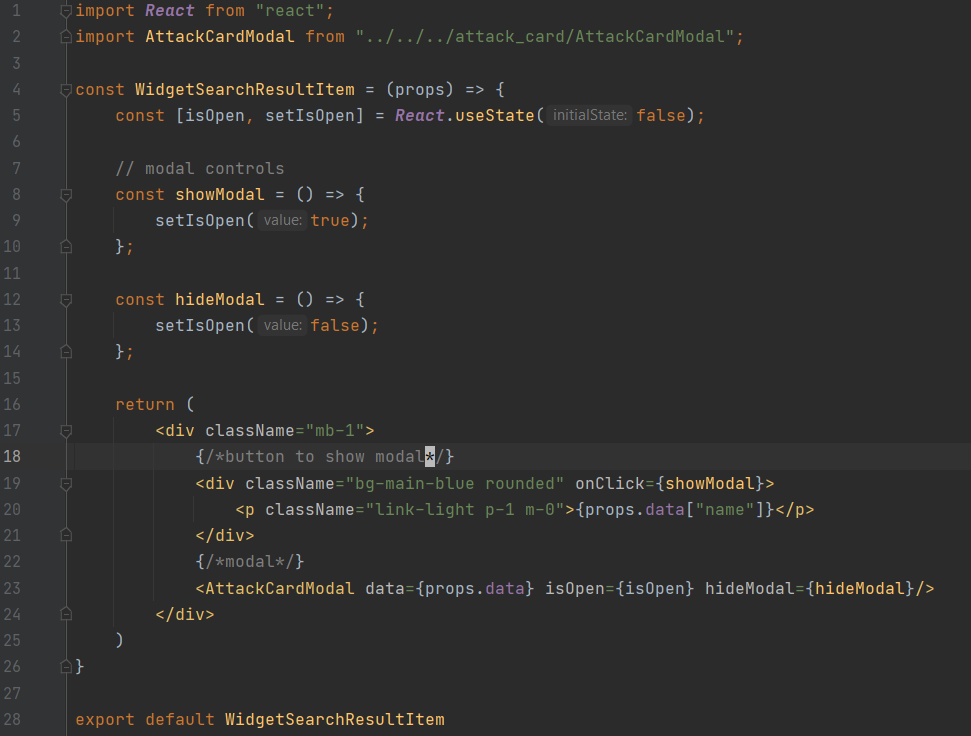 1 import React from "react";
2 import AttackCardModal from "../../../attack_card/AttackCardModal";
3
4 const WidgetSearchResultItem = (props) => {
5     const [isOpen, setIsOpen] = React.useState( initialState: false);
6
7     // modal controls
8     const showModal = () => {
9         setIsOpen( value: true);
10     };
11
12     const hideModal = () => {
13         setIsOpen( value: false);
14     };
15
16     return (
17         <div className="mb-1">
18             {/*button to show modal*/}
19             <div className="bg-main-blue rounded" onClick={showModal}>
20                 <p className="link-light p-1 m-0">{props.data["name"]}</p>
21             </div>
22             {/*modal*/}
23             <AttackCardModal data={props.data} isOpen={isOpen} hideModal={hideModal}/>
24         </div>
25     )
26 }
27
28 export default WidgetSearchResultItem